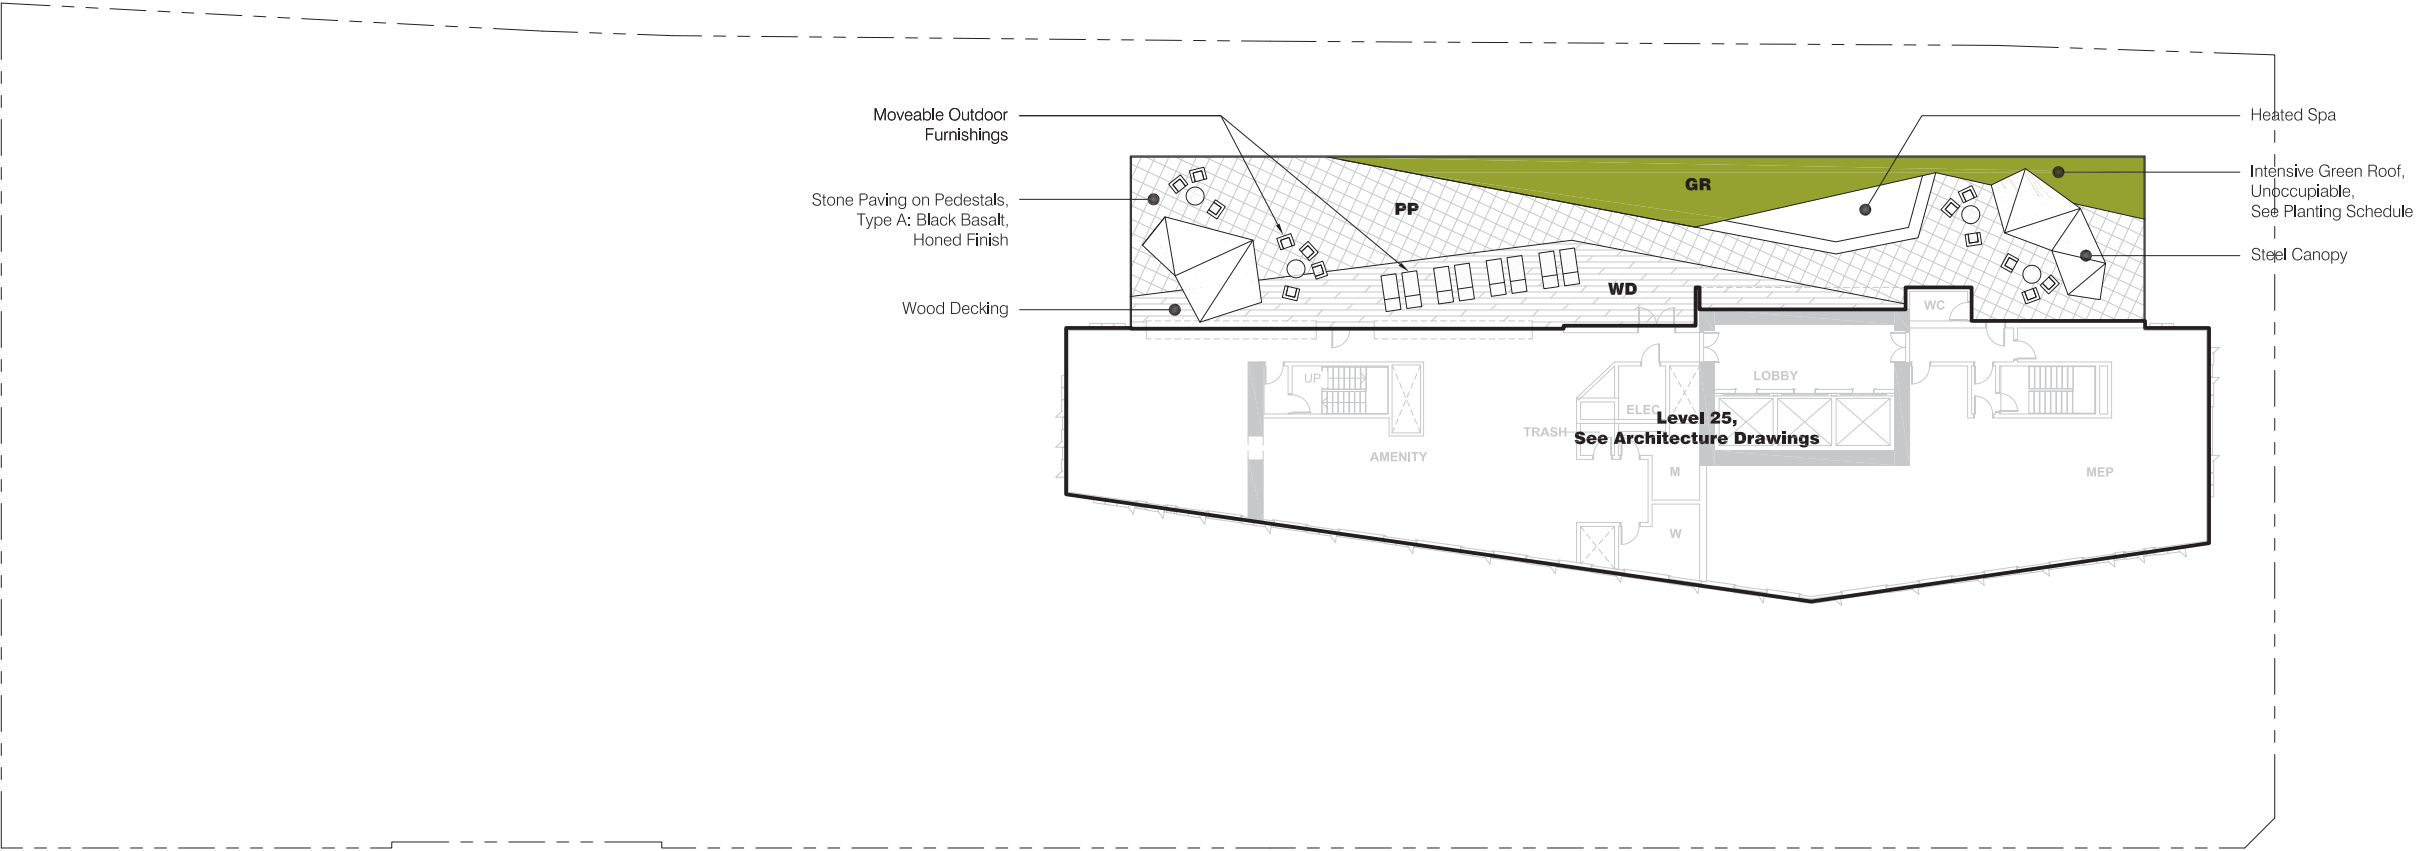 Moveable Outdoor
Furnishings
Stone Paving on Pedestals,
Type A: Black Basalt,
Honed Finish
Wood Decking
Heated Spa
Intensive Green Roof,
Unoccupiable,
See Planting Schedule
Steel Canopy
GR
PP
WD
WC
UP
LOBBY
ELEC
TRASH
Level 25,
See Architecture Drawings
AMENITY
M
MEP
W